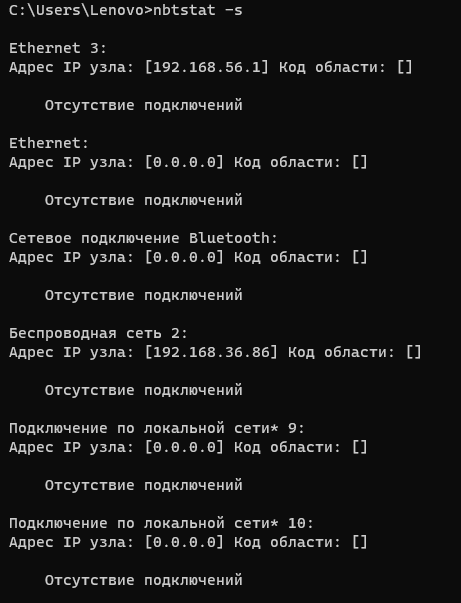 C:\Users\Lenovo>nbtstat -s
Ethernet 3:
Адрес IP узла: [192.168.56.1] Код области: []
Отсутствие подключений
Ethernet:
Адрес IP узла: [0.0.0.0] Код области: []
Отсутствие подключений
Сетевое подключение Bluetooth:
Адрес IP узла: [0.0.0.0] Код области: []
Отсутствие подключений
Беспроводная сеть 2:
Адрес IP узла: [192.168.36.86] Код области: []
Отсутствие подключений
Подключение по локальной сети* 9:
Адрес IP узла: [0.0.0.0] Код области: []
Отсутствие подключений
Подключение по локальной сети* 10:
Адрес IP узла: [0.0.0.0] Код области: []
Отсутствие подключений